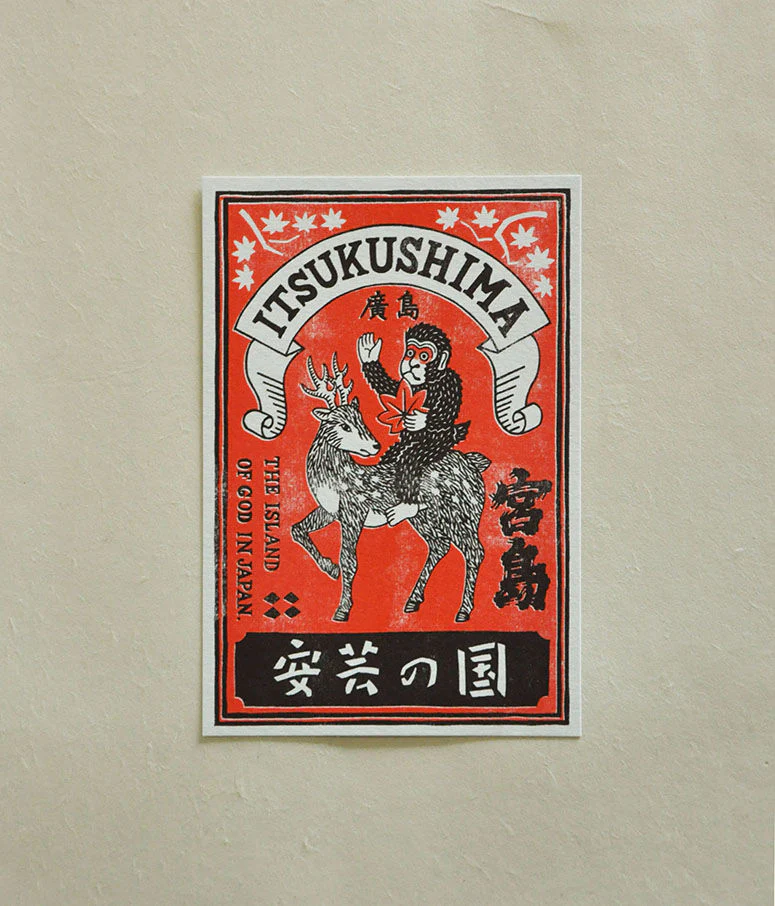 ITSUKUSHIMA
廣島
THE ISLAND
OF GOD IN JAPAN.
宮島
安芸の国